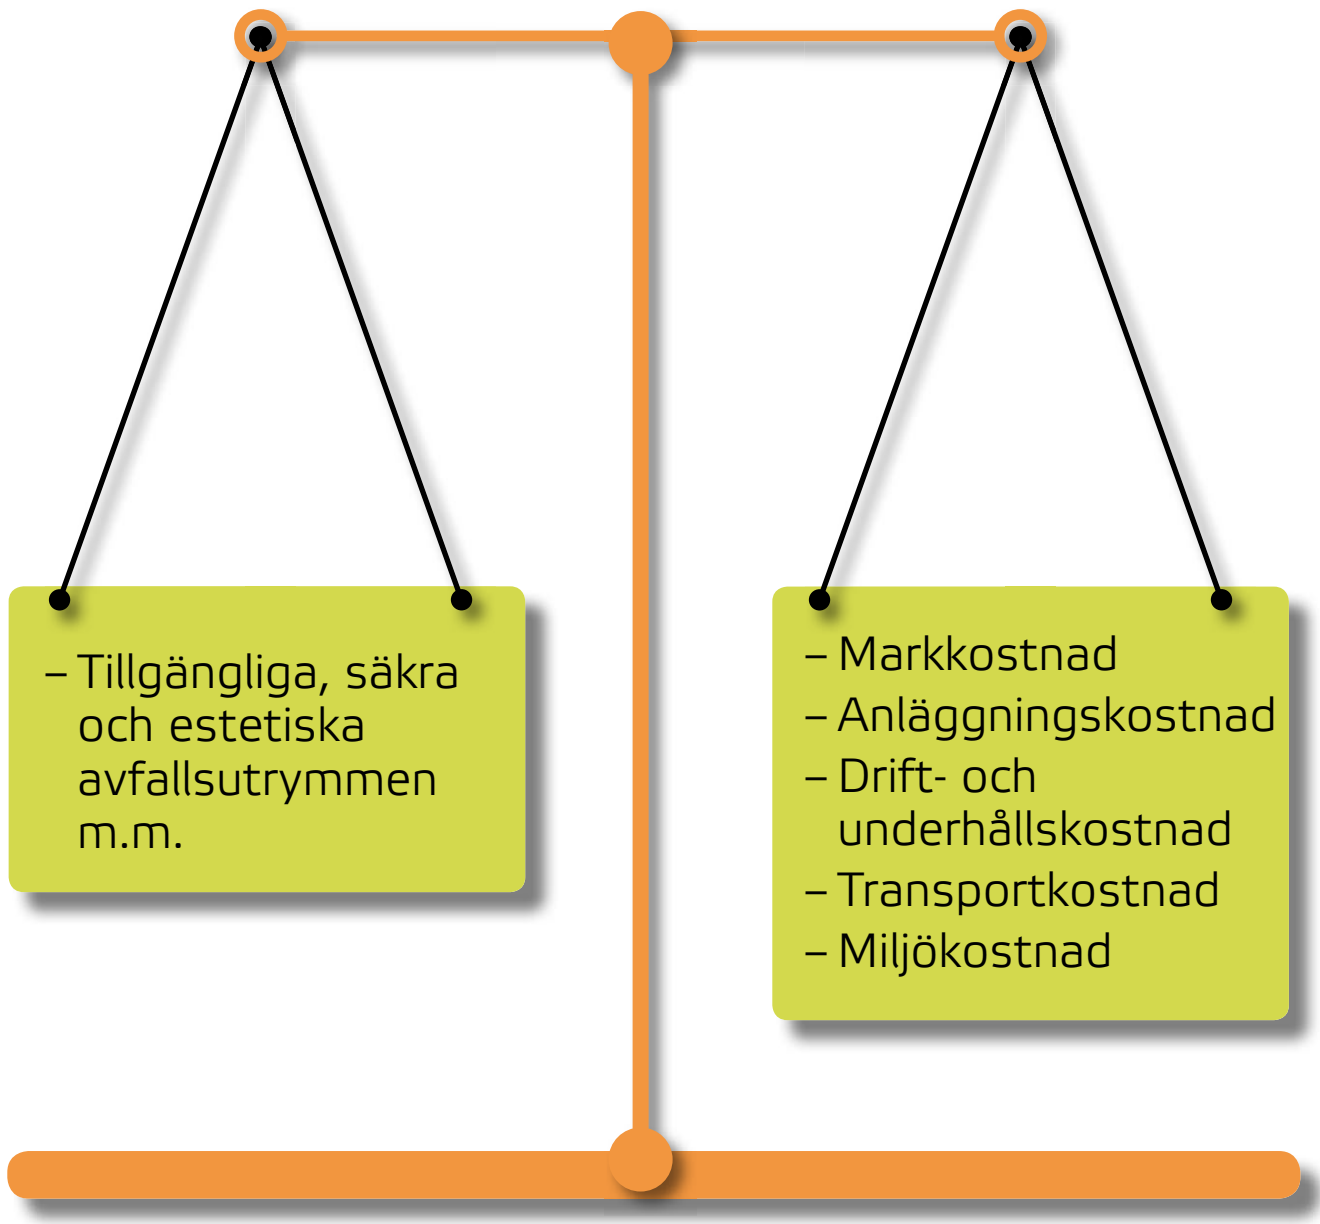 – Tillgängliga, säkra
och estetiska
avfallsutrymmen
m.m.
– Markkostnad
– Anläggningskostnad
– Drift- och
underhållskostnad
– Transportkostnad
– Miljökostnad